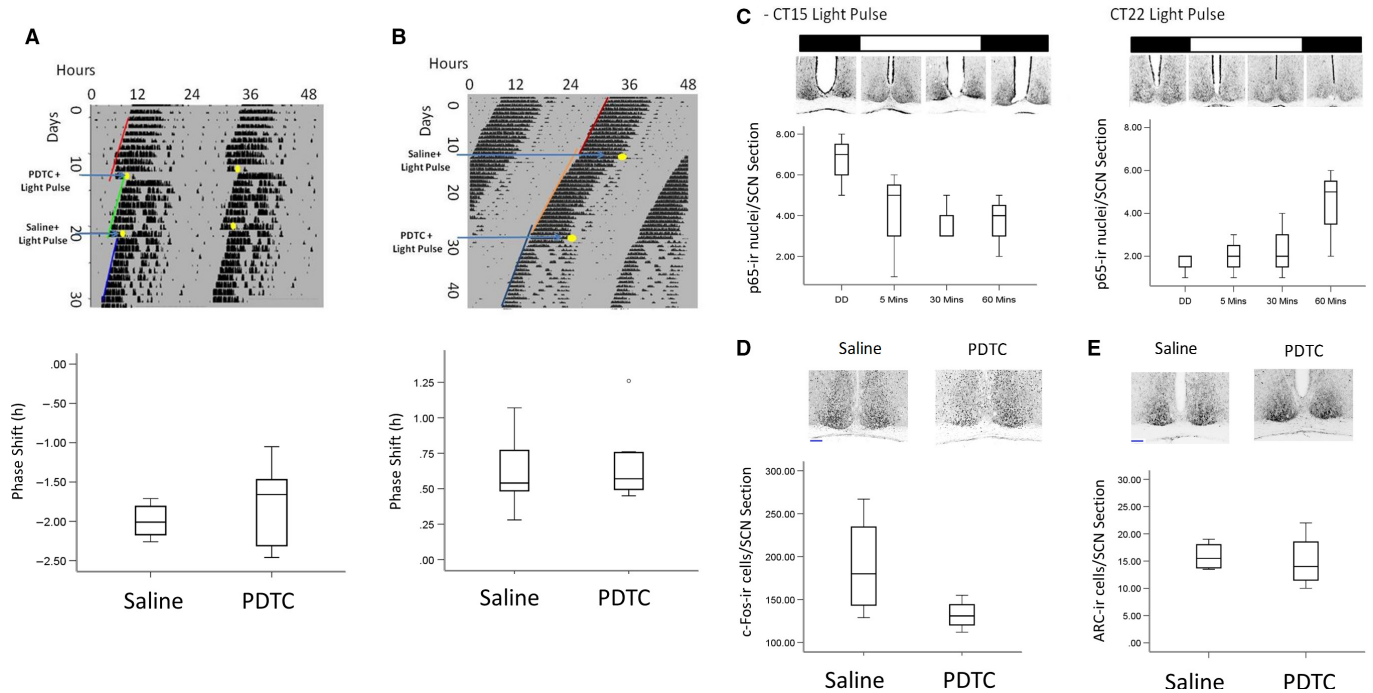 A
Hours
0 12 24 36 48
Days
0
10
20
30
PDTC +
Light Pulse
Saline+
Light Pulse
.00
−.50
−1.00
−1.50
−2.00
−2.50
Phase Shift (h)
Saline PDTC
B
Hours
0 12 24 36 48
Days
0
10
20
30
40
Saline+
Light Pulse
PDTC +
Light Pulse
1.25
1.00
.75
.50
.25
.00
Phase Shift (h)
Saline PDTC
C - CT15 Light Pulse
8.00
6.00
4.00
2.00
p65-ir nuclei/SCN Section
DD 5 Mins 30 Mins 60 Mins
CT22 Light Pulse
8.00
6.00
4.00
2.00
p65-ir nuclei/SCN Section
DD 5 Mins 30 Mins 60 Mins
D
Saline PDTC
300.00
250.00
200.00
150.00
100.00
c-Fos-ir cells/SCN Section
Saline PDTC
E
Saline PDTC
30.00
25.00
20.00
15.00
10.00
5.00
.00
ARC-ir cells/SCN Section
Saline PDTC